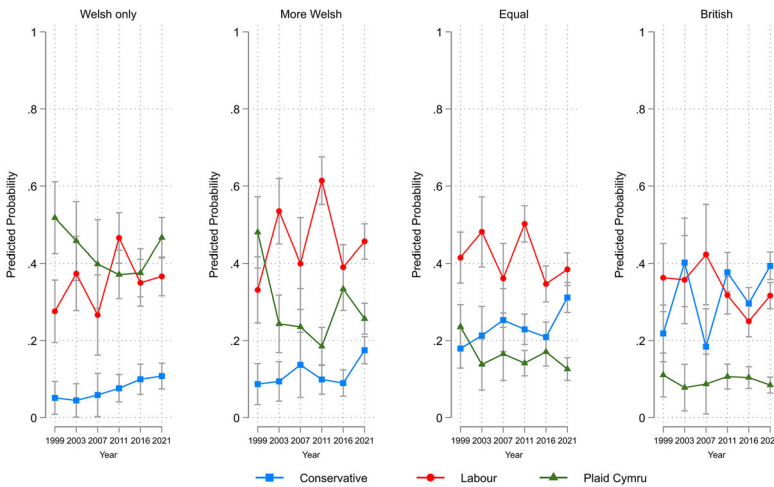 Welsh only
More Welsh
Equal
British
Predicted Probability
1
.8
.6
.4
.2
0
1999 2003 2007 2011 2016 2021
Year
Predicted Probability
1
.8
.6
.4
.2
0
1999 2003 2007 2011 2016 2021
Year
Predicted Probability
1
.8
.6
.4
.2
0
1999 2003 2007 2011 2016 2021
Year
Predicted Probability
1
.8
.6
.4
.2
0
1999 2003 2007 2011 2016 202
Year
Conservative
Labour
Plaid Cymru